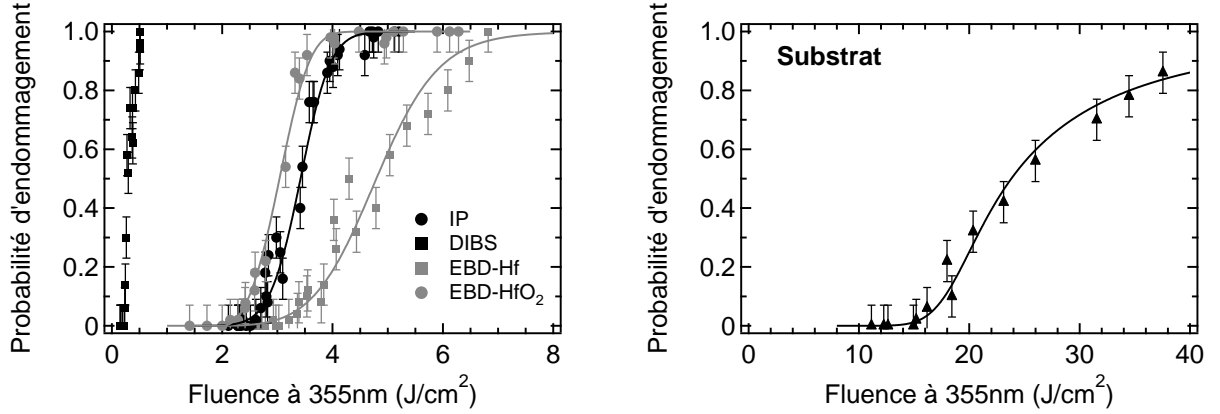 Probabilité d'endommagement
1.0
0.8
0.6
0.4
0.2
0
0
2
4
6
8
Fluence à 355nm (J/cm²)
IP
DIBS
EBD-Hf
EBD-HfO₂
Probabilité d'endommagement
1.0
0.8
0.6
0.4
0.2
0
Substrat
0
10
20
30
40
Fluence à 355nm (J/cm²)